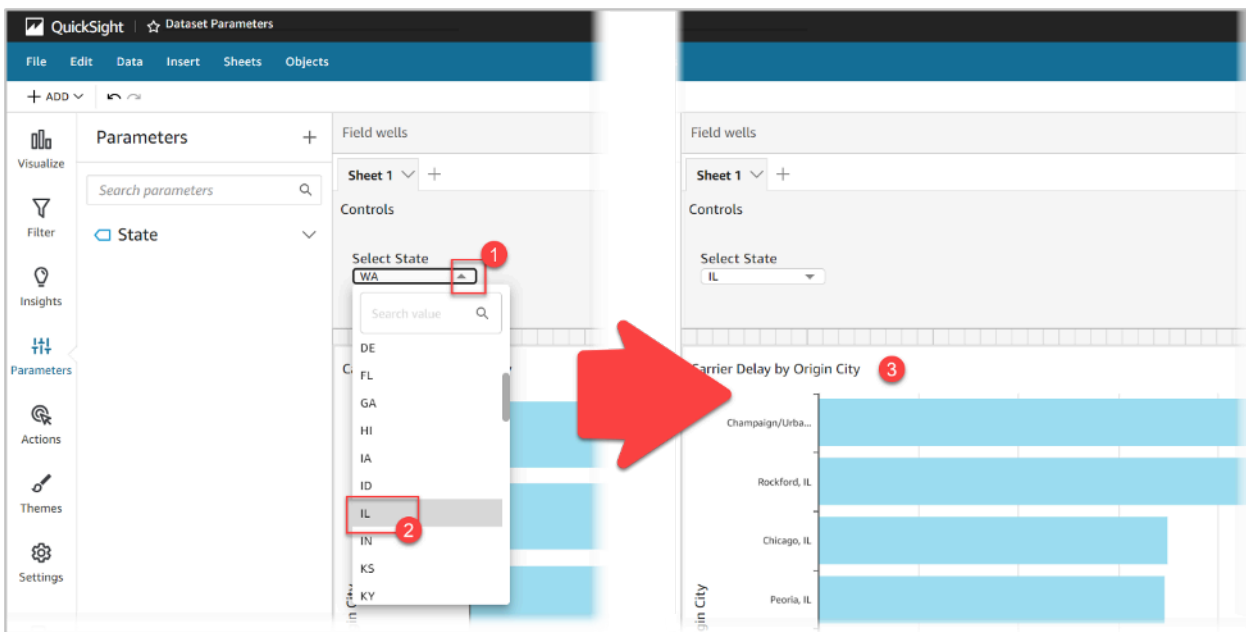 QuickSight
Dataset Parameters
File Edit Data Insert Sheets Objects
+ ADD
Visualize
Filter
Insights
Parameters
Actions
Themes
Settings
Parameters +
Search parameters
State
Field wells
Sheet 1 +
Controls
Select State
WA
1
Search value
DE
FL
GA
HI
IA
ID
IL
2
IN
KS
KY
Field wells
Sheet 1 +
Controls
Select State
IL
Carrier Delay by Origin City
3
Champaign/Urba...
Rockford, IL
Chicago, IL
Peoria, IL